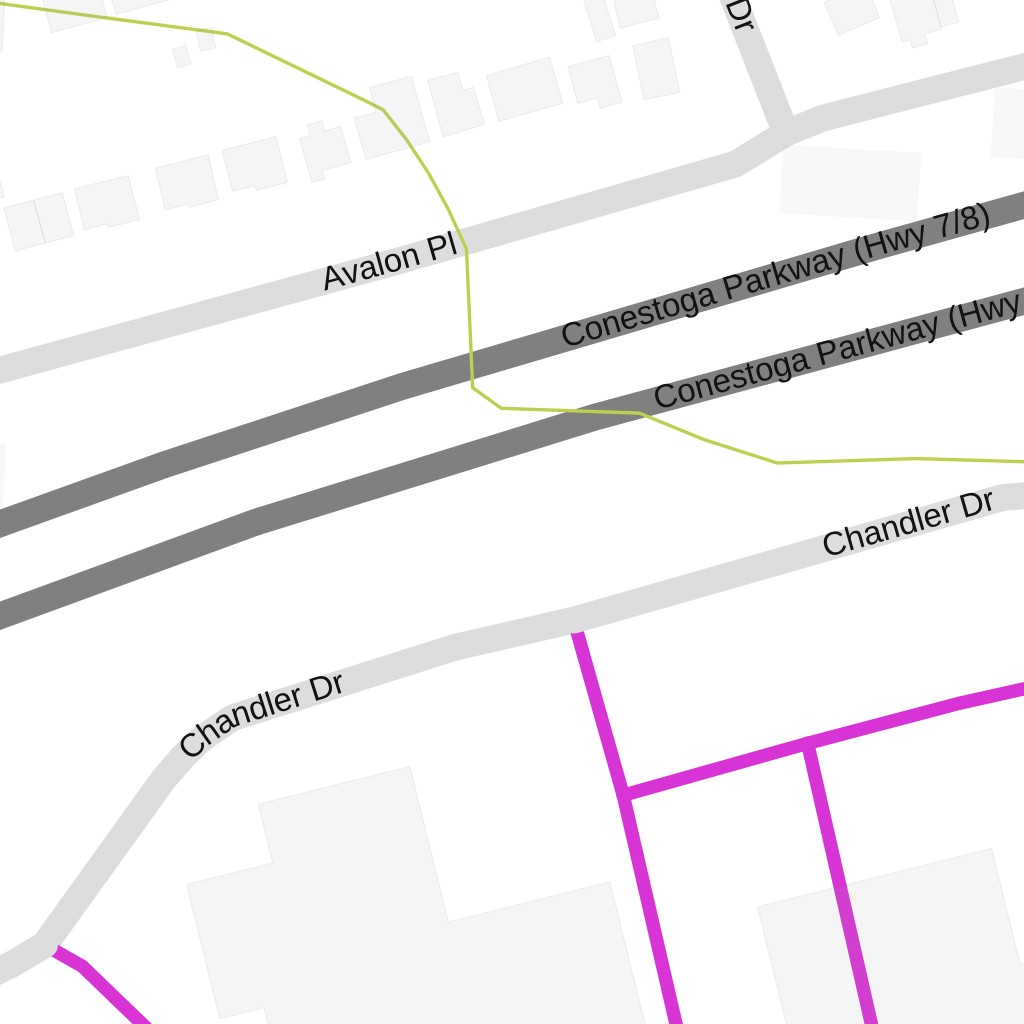 Dr
Avalon Pl
Conestoga Parkway (Hwy 7/8)
Conestoga Parkway (Hwy
Chandler Dr
Chandler Dr